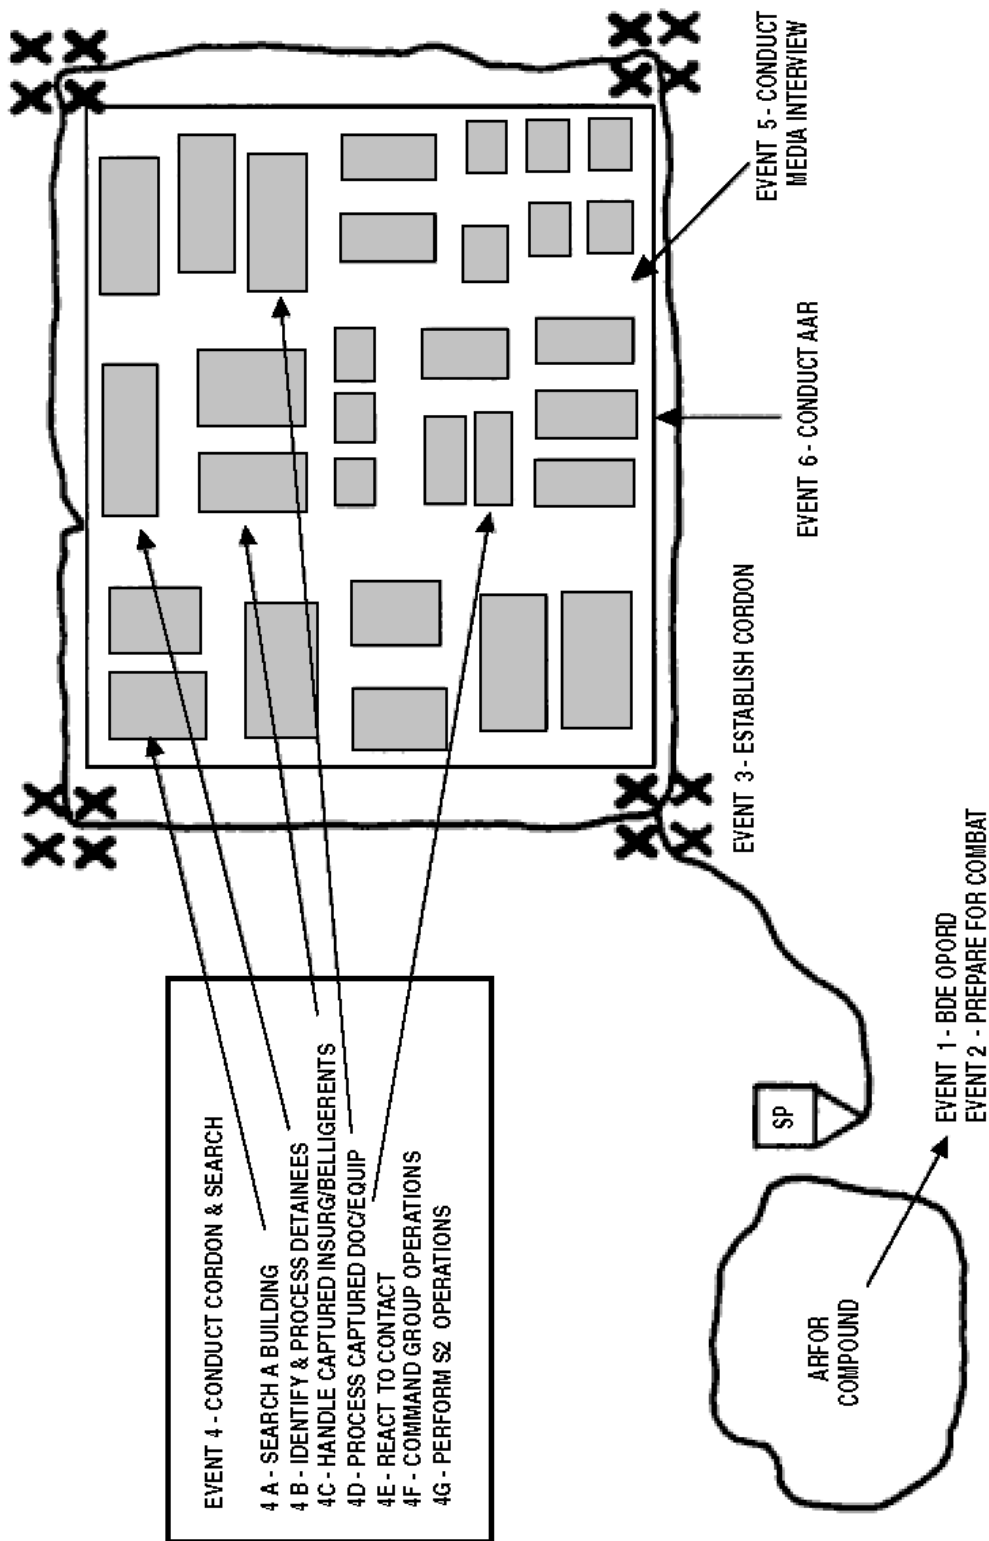 EVENT 4 - CONDUCT CORDON & SEARCH
4 A - SEARCH A BUILDING
4 B - IDENTIFY & PROCESS DETAINEES
4C - HANDLE CAPTURED INSURG/BELLIGERENTS
4D - PROCESS CAPTURED DOC/EQUIP
4E - REACT TO CONTACT
4F - COMMAND GROUP OPERATIONS
4G - PERFORM S2 OPERATIONS
ARFOR
COMPOUND
SP
EVENT 1 - BDE OPORD
EVENT 2 - PREPARE FOR COMBAT
EVENT 3 - ESTABLISH CORDON
EVENT 6 - CONDUCT AAR
EVENT 5 - CONDUCT
MEDIA INTERVIEW